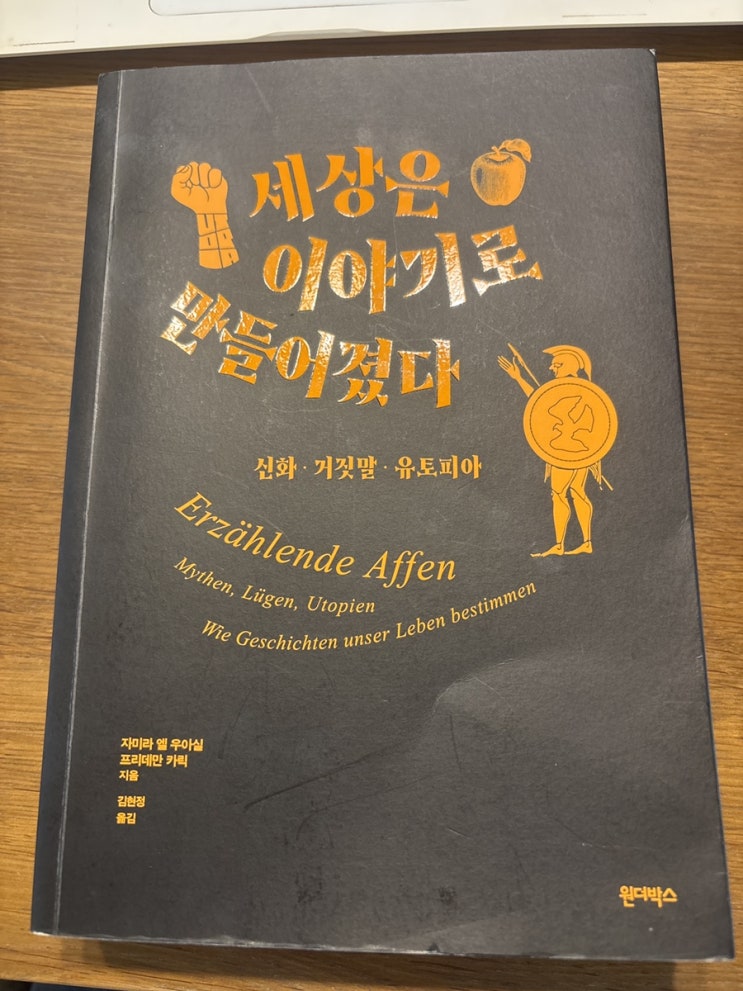 세상은
이야기로
만들어졌다
신화 · 거짓말 · 유토피아
Erzählende Affen
Mythen, Lügen, Utopien
Wie Geschichten unser Leben bestimmen
자미라 엘 우아실
프리데만 카릭
지음
김현정
옮김
원더박스